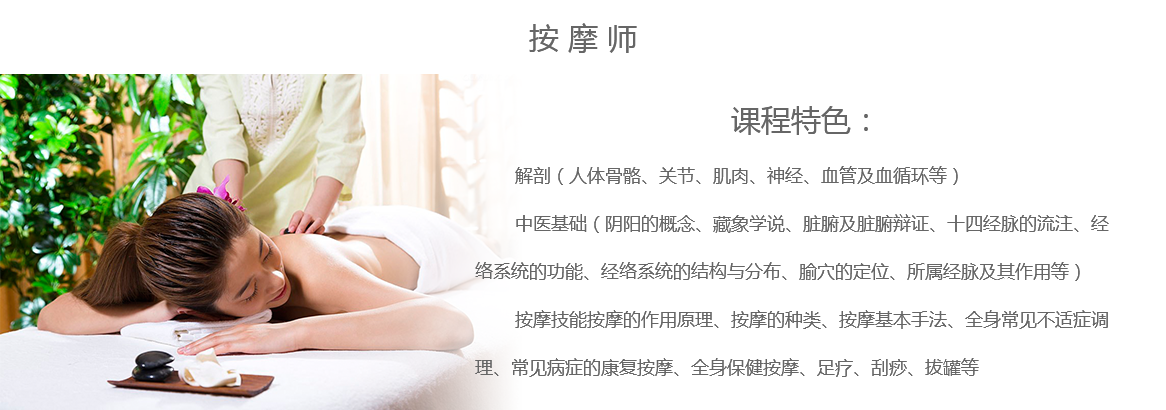 按摩师
课程特色：
解剖（人体骨骼、关节、肌肉、神经、血管及血循环等）
中医基础（阴阳的概念、藏象学说、脏腑及脏腑辩证、十四经脉的流注、经
络系统的功能、经络系统的结构与分布、腧穴的定位、所属经脉及其作用等）
按摩技能按摩的作用原理、按摩的种类、按摩基本手法、全身常见不适症调
理、常见病症的康复按摩、全身保健按摩、足疗、刮痧、拔罐等